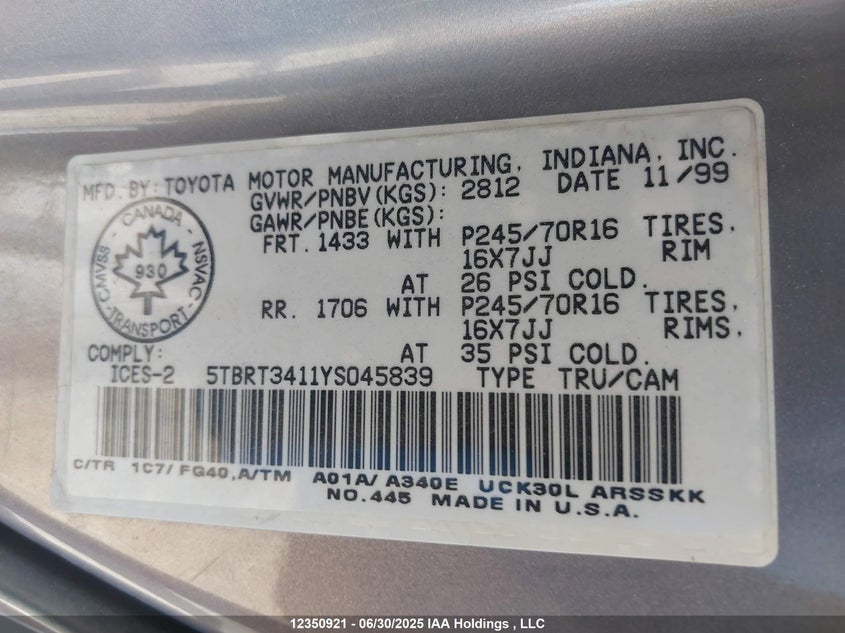 MFD. BY: TOYOTA MOTOR MANUFACTURING, INDIANA, INC.
GVWR/PNBV(KGS): 2812 DATE 11/99
GAWR/PNBE(KGS):
FRT. 1433 WITH P245/70R16 TIRES.
16X7JJ RIM
AT 26 PSI COLD.
RR. 1706 WITH P245/70R16 TIRES,
16X7JJ RIMS.
AT 35 PSI COLD.
CANADA
CMVSS
NSVAC
930
TRANSPORT
COMPLY:
ICES-2 5TBRT3411YS045839 TYPE TRU/CAM
C/TR 1C7/ FG40,A/TM A01A/ A340E UCK30L ARSSKK
NO.445 MADE IN U.S.A.
12350921 - 06/30/2025 IAA Holdings , LLC